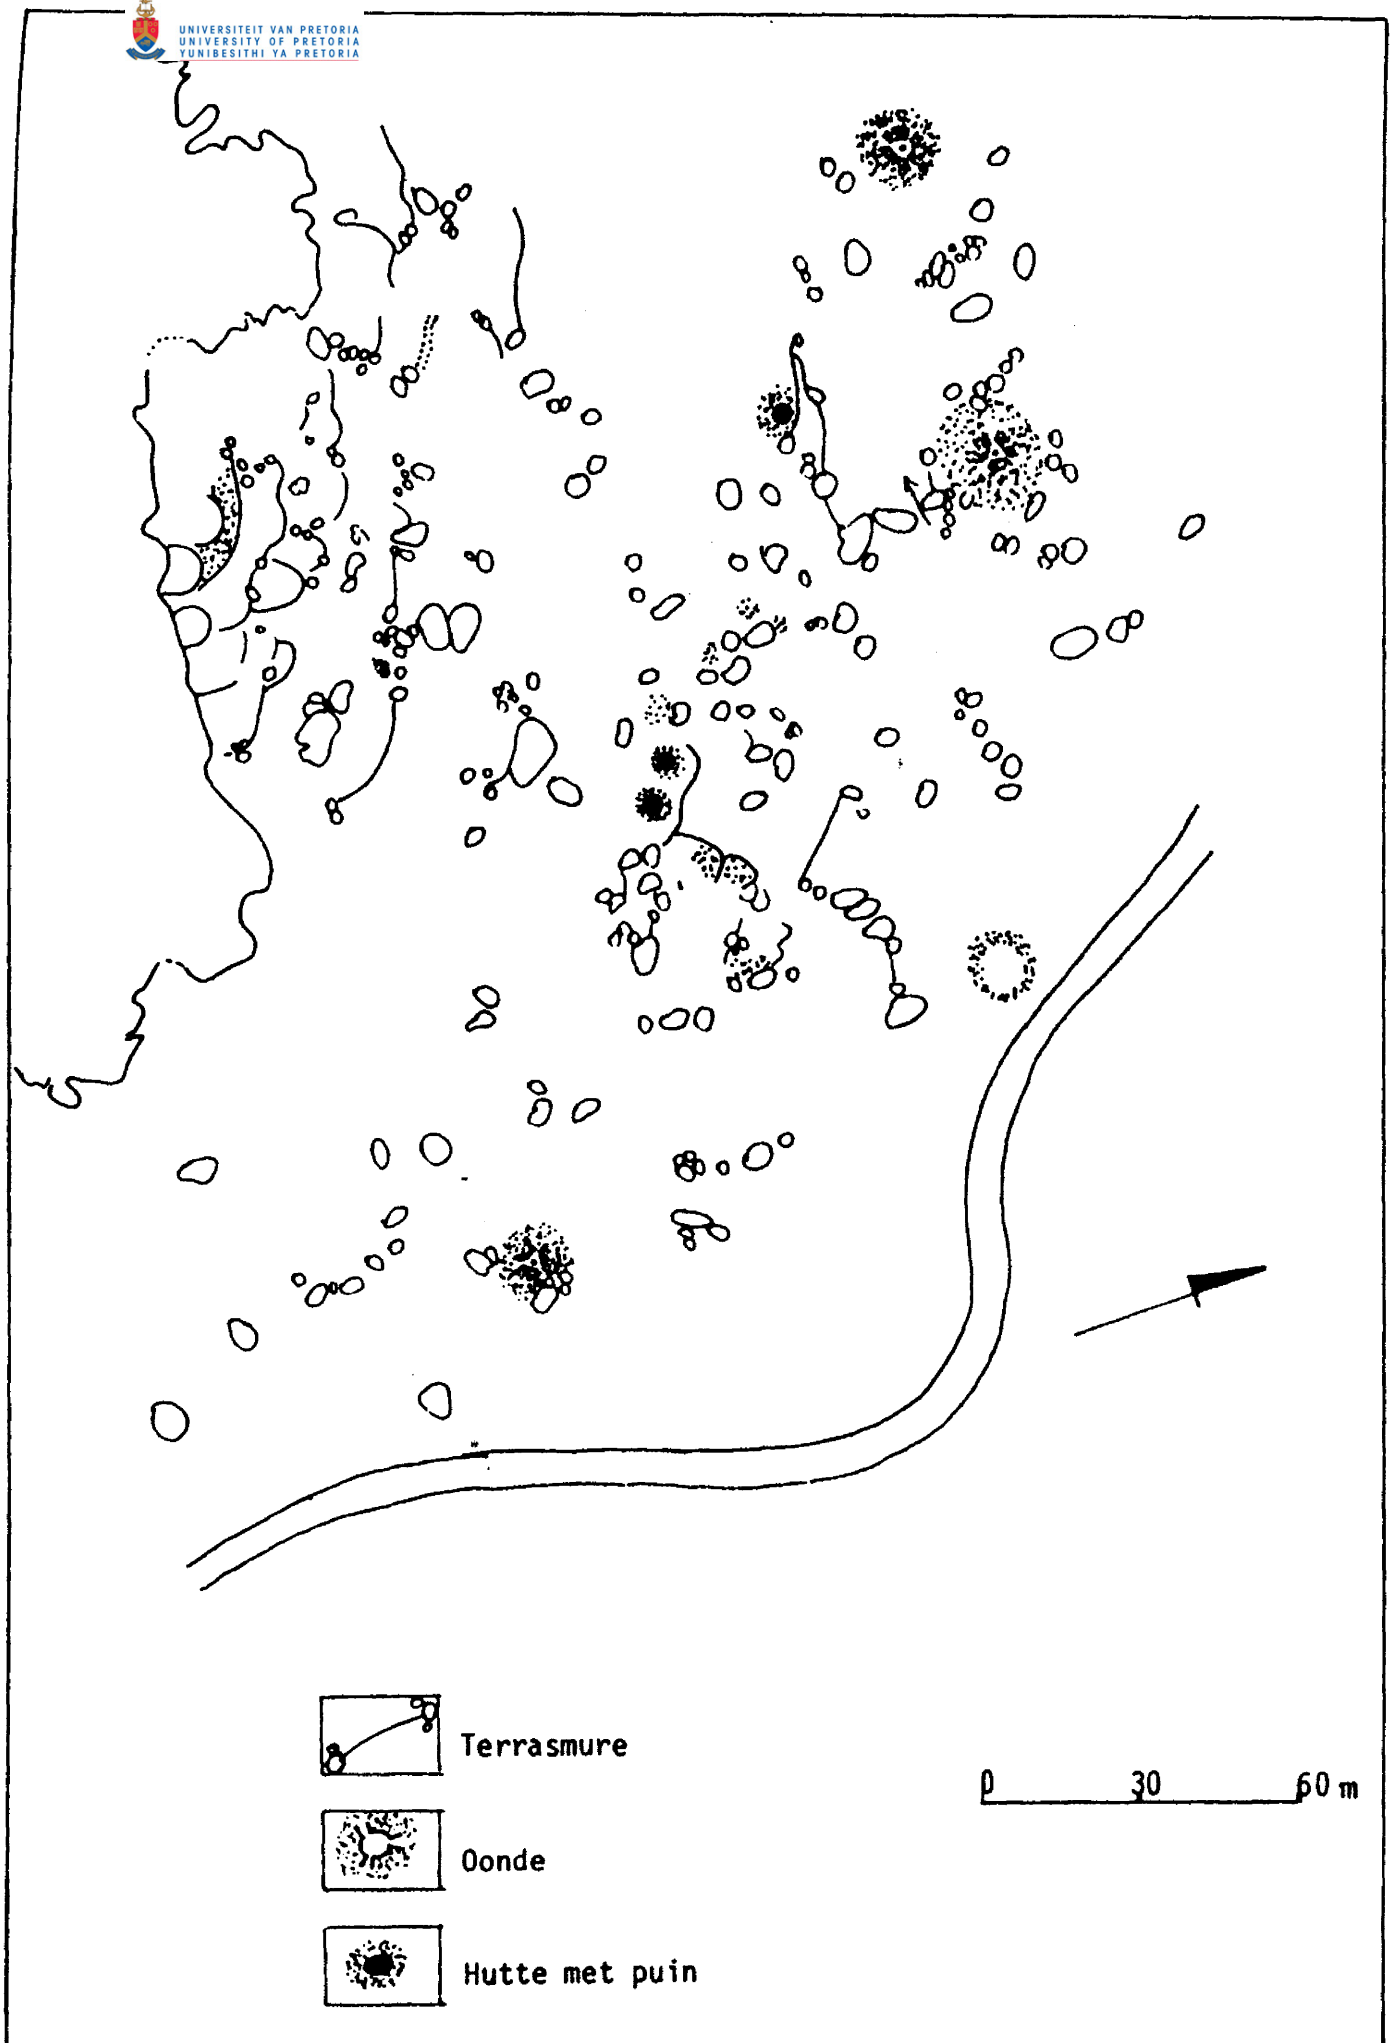 UNIVERSITEIT VAN PRETORIA
UNIVERSITY OF PRETORIA
YUNIBESITHI YA PRETORIA
Terrasmure
0 30 60 m
Oonde
Hutte met puin